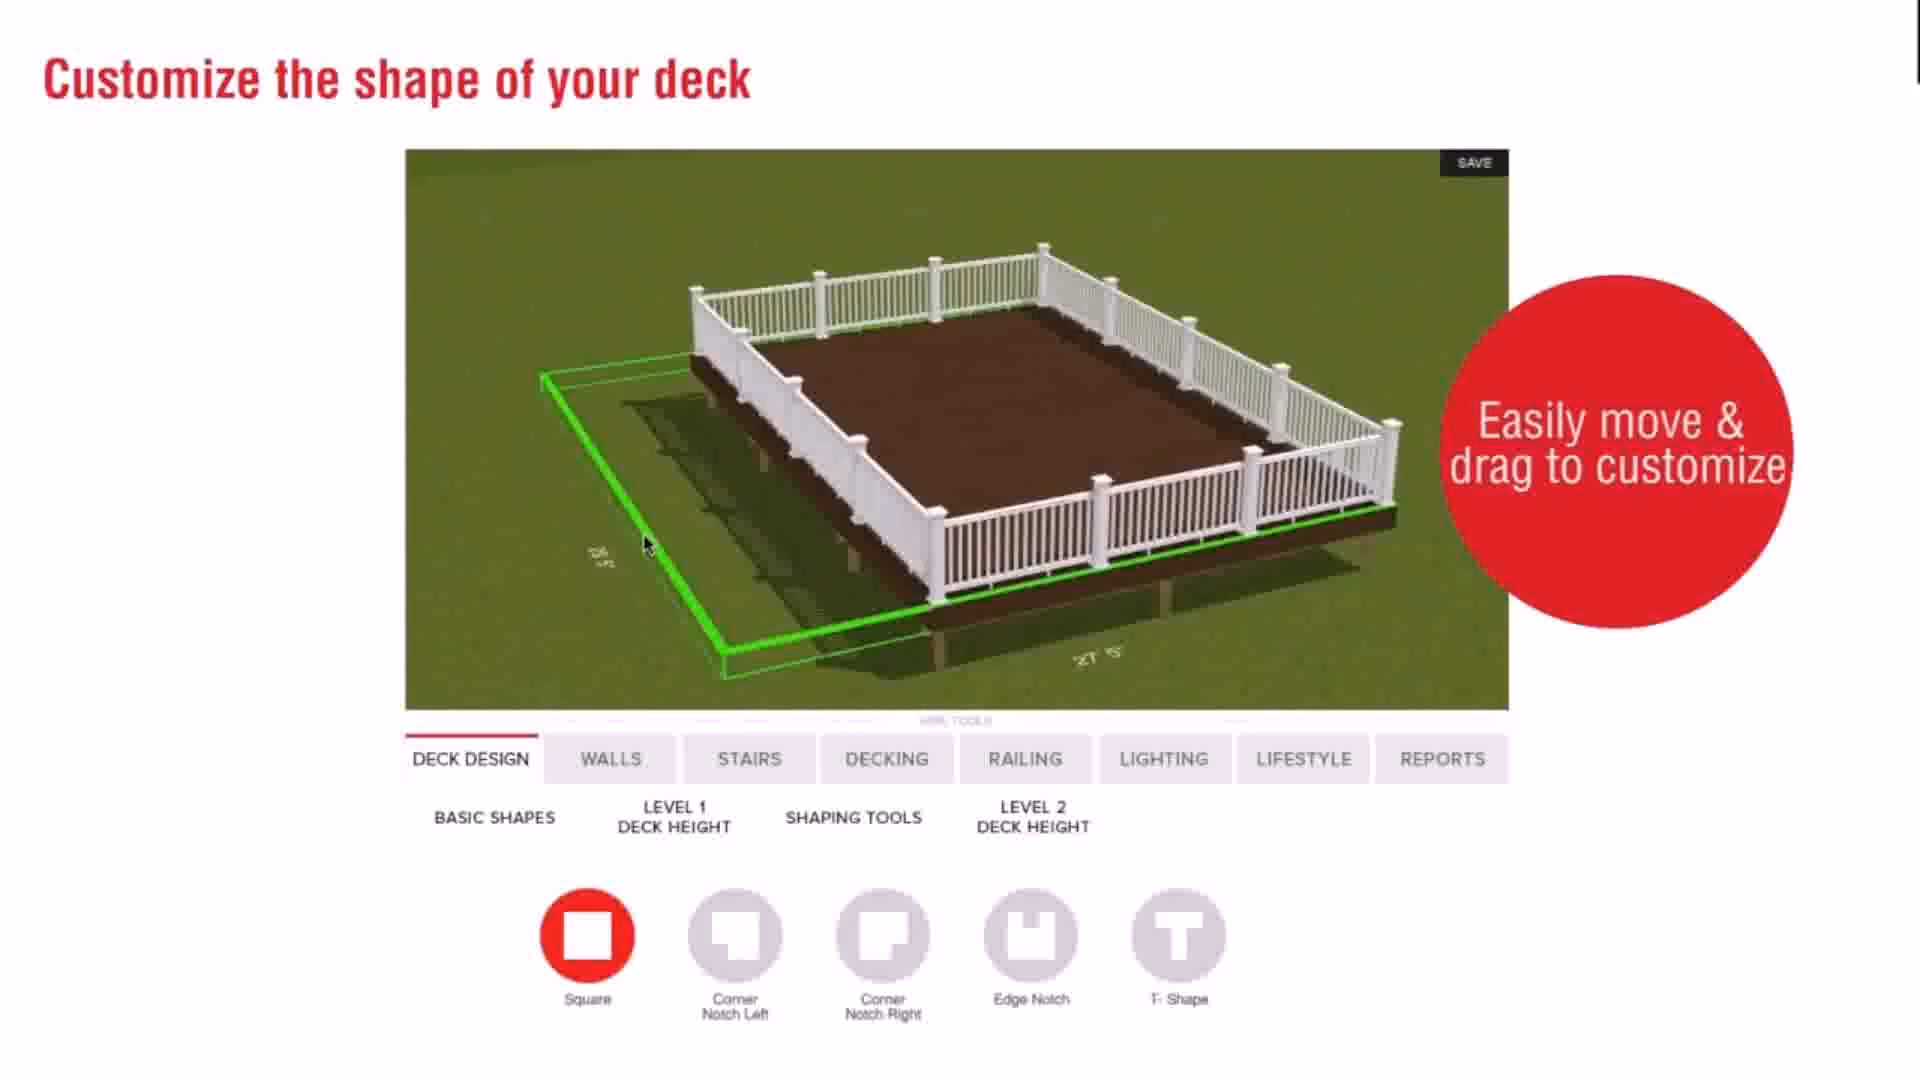 Customize the shape of your deck
SAVE
Easily move &
drag to customize
27' 5"
DECK DESIGN
WALLS
STAIRS
DECKING
RAILING
LIGHTING
LIFESTYLE
REPORTS
BASIC SHAPES
LEVEL 1
DECK HEIGHT
SHAPING TOOLS
LEVEL 2
DECK HEIGHT
Square
Corner
Notch Left
Corner
Notch Right
Edge Notch
T- Shape